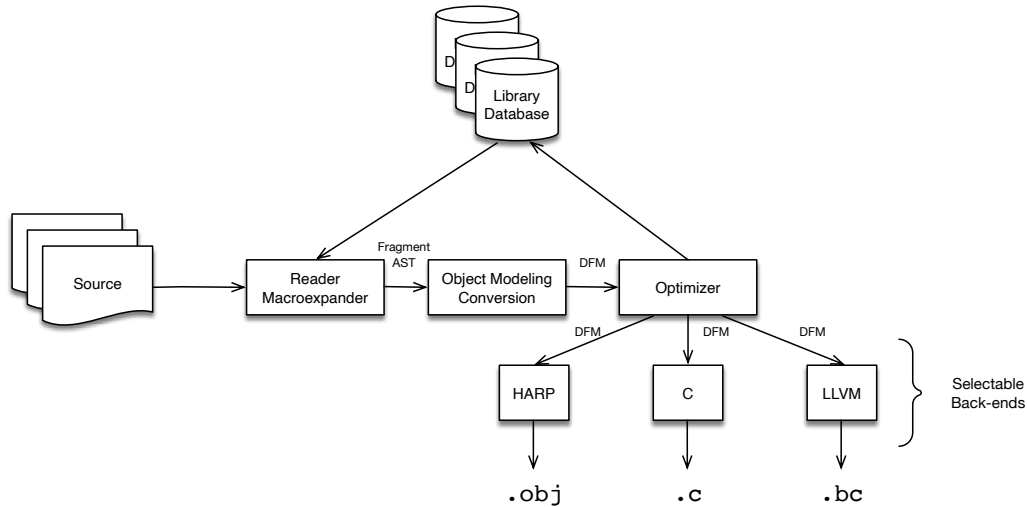 D
D
Library
Database
Fragment
AST
Source
Reader
Macroexpander
Object Modeling
Conversion
DFM
Optimizer
DFM
DFM
DFM
HARP
C
LLVM
Selectable
Back-ends
.obj
.c
.bc